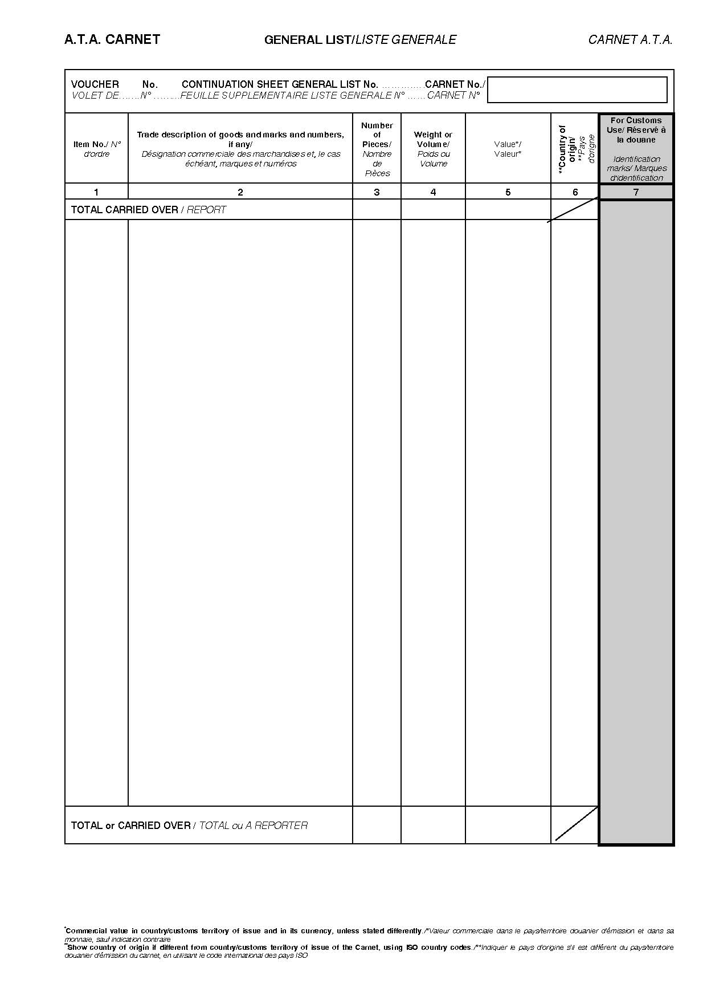 A.T.A. CARNET GENERAL LIST/LISTE GENERALE CARNET A.T.A.
VOUCHER No. CONTINUATION SHEET GENERAL LIST No. ..............CARNET No./
VOLET DE.......N° .........FEUILLE SUPPLEMENTAIRE LISTE GENERALE N° ......CARNET N°
Item No./ N°
d'ordre
Trade description of goods and marks and numbers,
if any/
Désignation commerciale des marchandises et, le cas
échéant, marques et numéros
Number
of
Pieces/
Nombre
de
Pièces
Weight or
Volume/
Poids ou
Volume
Value*/
Valeur*
**Country of
origin/
**Pays
d'origine
For Customs
Use/ Réservé à
la douane
Identification
marks/ Marques
d'identification
1 2 3 4 5 6 7
TOTAL CARRIED OVER / REPORT
TOTAL or CARRIED OVER / TOTAL ou A REPORTER
*Commercial value in country/customs territory of issue and in its currency, unless stated differently./*Valeur commerciale dans le pays/territoire douanier d'émission et dans sa
monnaie, sauf indication contraire
**Show country of origin if different from country/customs territory of issue of the Carnet, using ISO country codes./**Indiquer le pays d'origine s'il est différent du pays/territoire
douanier d'émission du carnet, en utilisant le code international des pays ISO